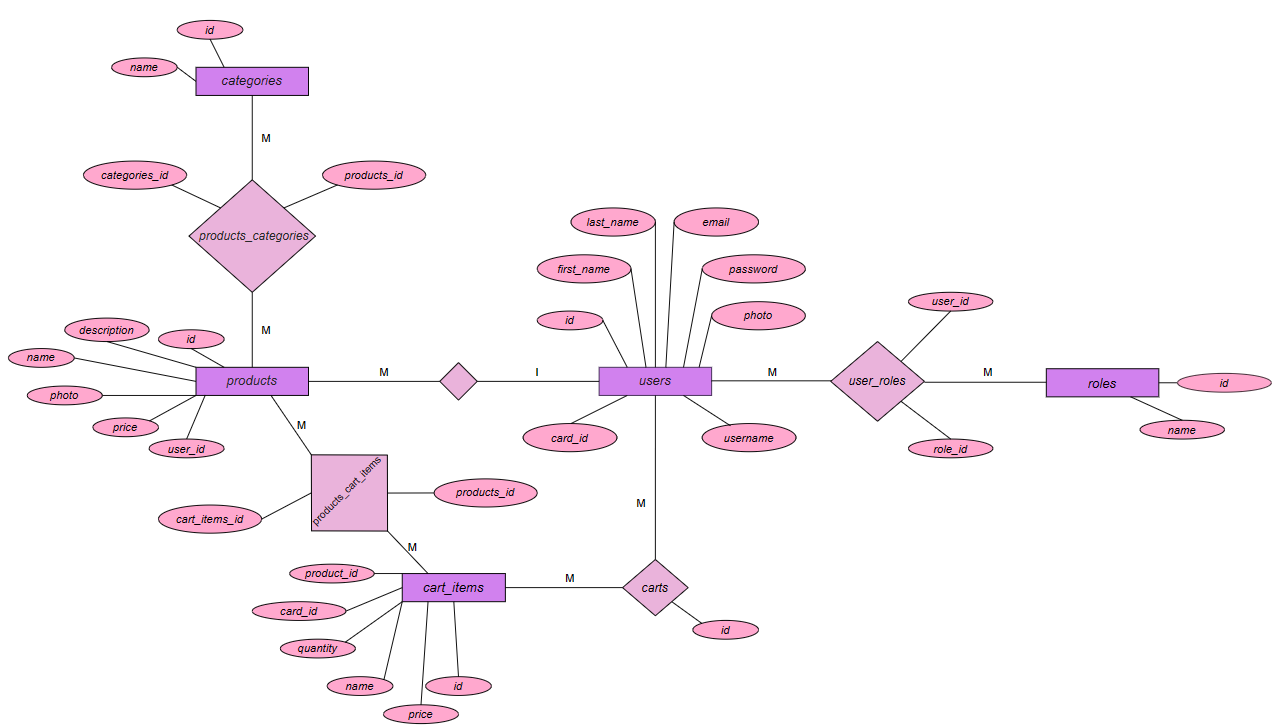 id
name
categories
M
categories_id
products_id
products_categories
M
description
id
name
products
photo
price
user_id
M
I
last_name
email
first_name
password
id
photo
users
card_id
username
M
user_id
user_roles
role_id
M
roles
id
name
M
products_cart_items
products_id
cart_items_id
M
product_id
cart_items
card_id
quantity
name
id
price
M
M
carts
id